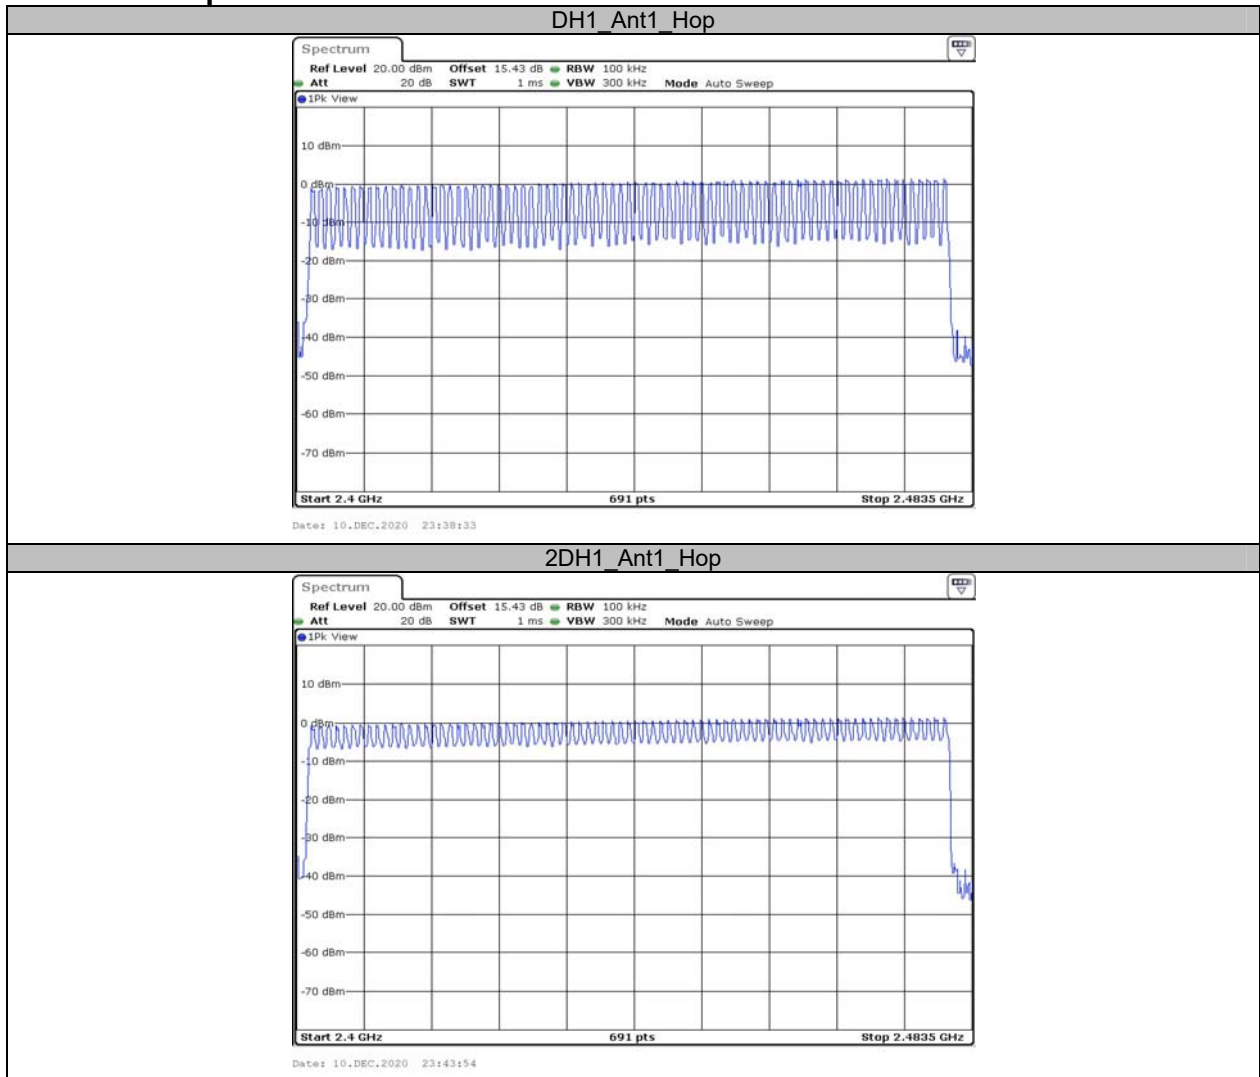 DH1_Ant1_Hop
Spectrum
Ref Level 20.00 dBm Offset 15.43 dB RBW 100 kHz
Att 20 dB SWT 1 ms VBW 300 kHz Mode Auto Sweep
1Pk View
10 dBm
0 dBm
-10 dBm
-20 dBm
-30 dBm
-40 dBm
-50 dBm
-60 dBm
-70 dBm
Start 2.4 GHz 691 pts Stop 2.4835 GHz
Date: 10.DEC.2020 23:38:33
2DH1_Ant1_Hop
Spectrum
Ref Level 20.00 dBm Offset 15.43 dB RBW 100 kHz
Att 20 dB SWT 1 ms VBW 300 kHz Mode Auto Sweep
1Pk View
10 dBm
0 dBm
-10 dBm
-20 dBm
-30 dBm
-40 dBm
-50 dBm
-60 dBm
-70 dBm
Start 2.4 GHz 691 pts Stop 2.4835 GHz
Date: 10.DEC.2020 23:43:54